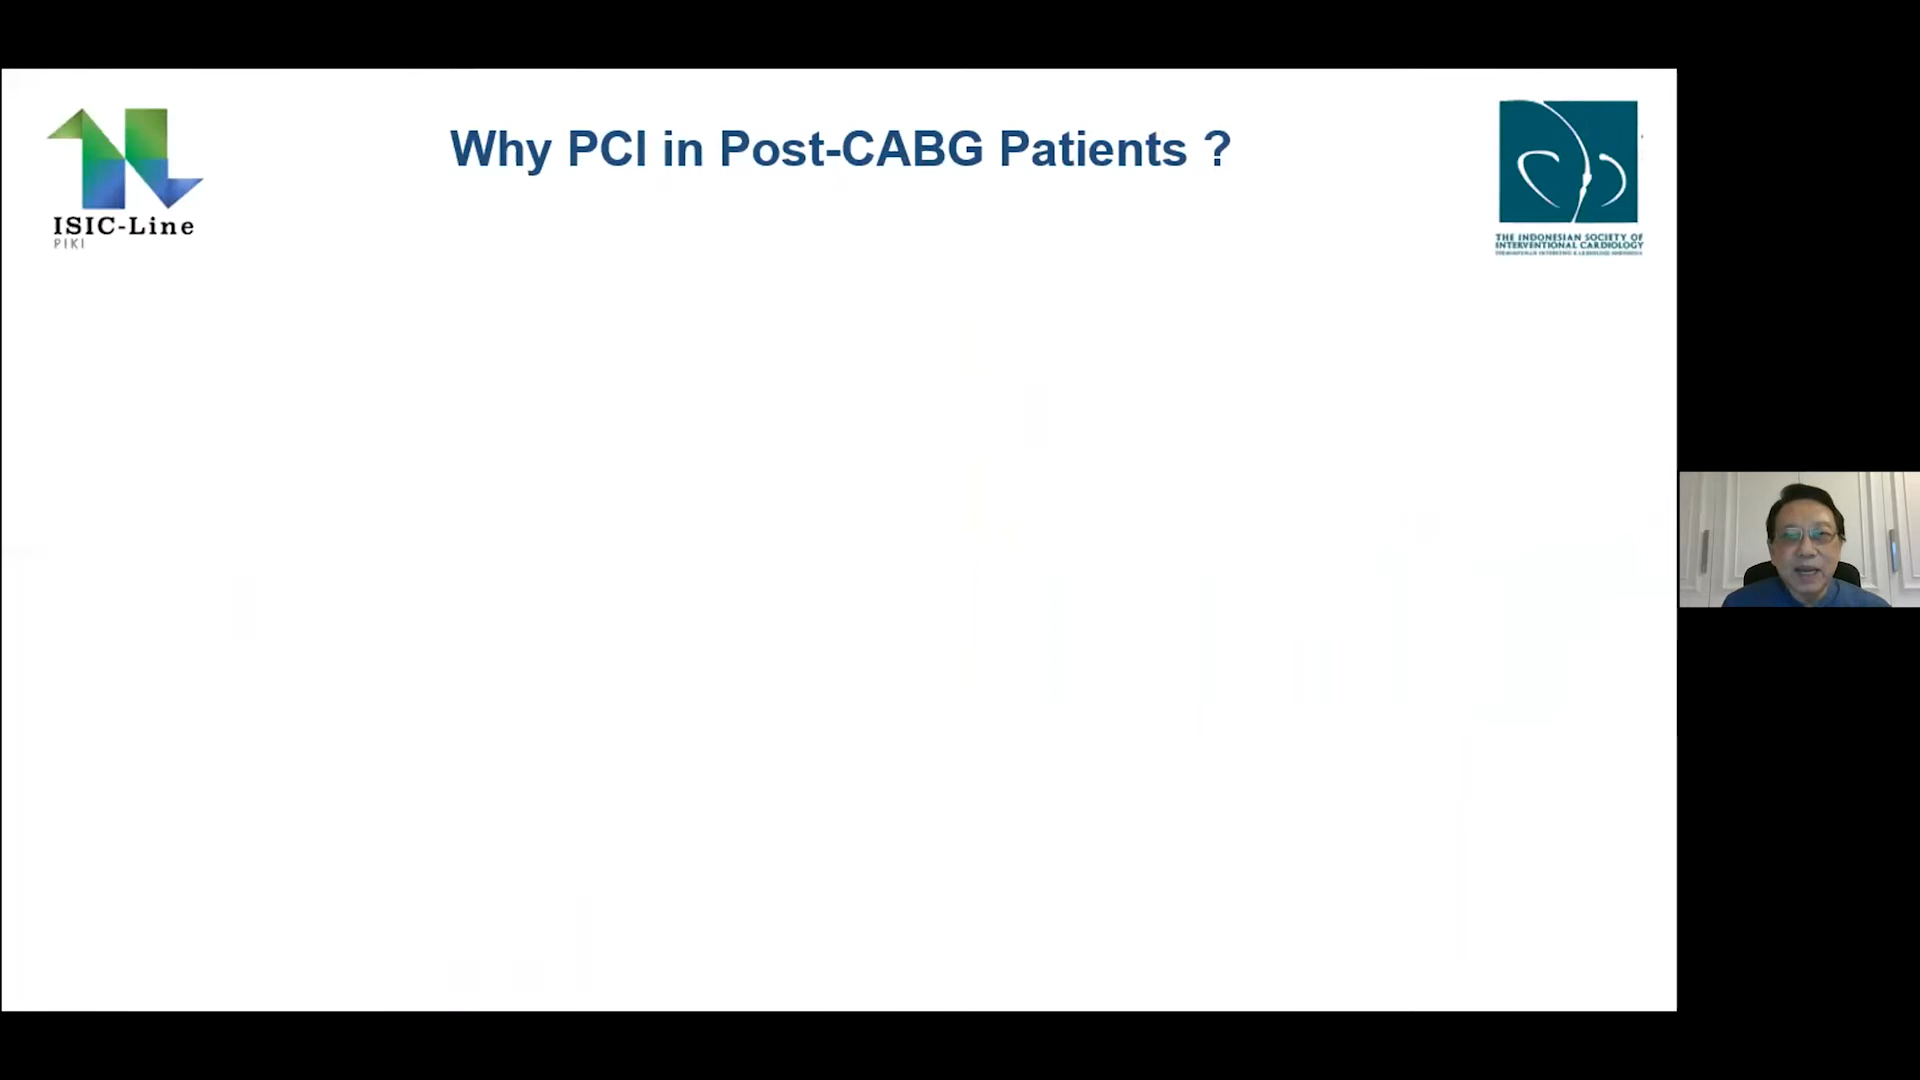 Why PCI in Post-CABG Patients ?
ISIC-Line
PIKI
THE INDONESIAN SOCIETY OF
INTERVENTIONAL CARDIOLOGY